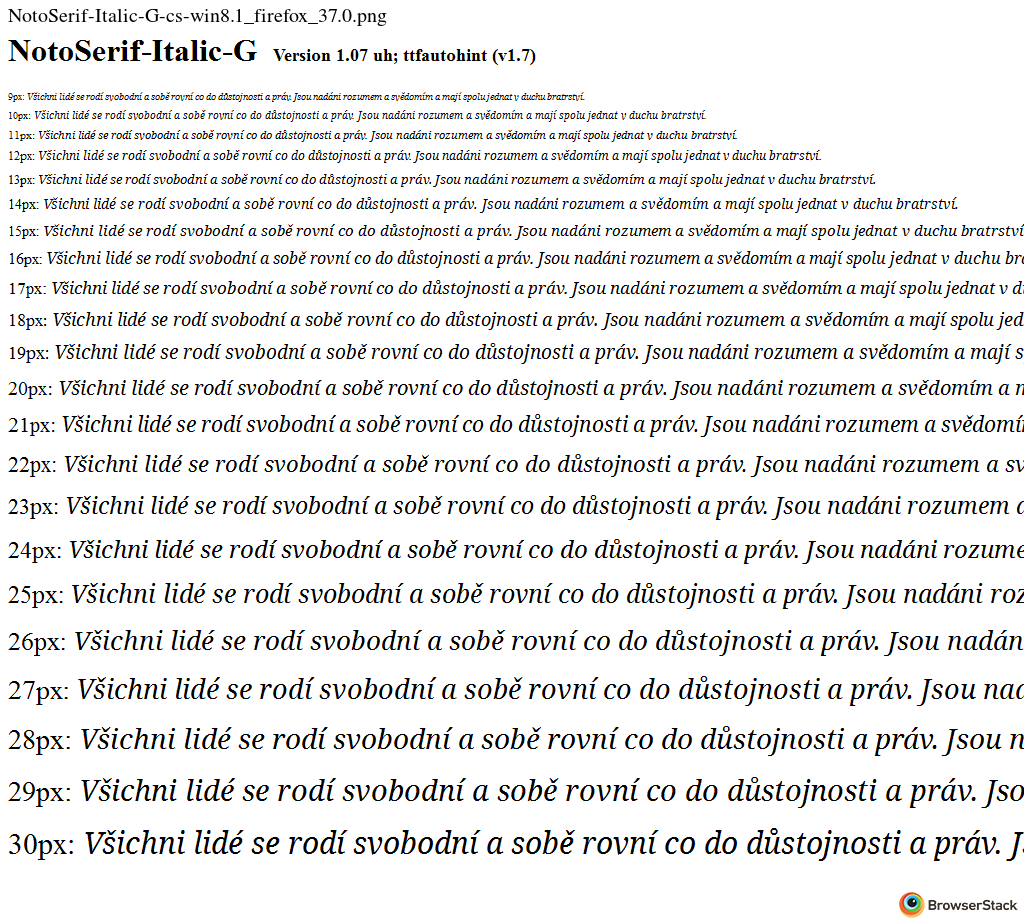 NotoSerif-Italic-G-cs-win8.1_firefox_37.0.png
NotoSerif-Italic-G Version 1.07 uh; ttfautohint (v1.7)
9px: Všichni lidé se rodí svobodní a sobě rovní co do důstojnosti a práv. Jsou nadáni rozumem a svědomím a mají spolu jednat v duchu bratrství.
10px: Všichni lidé se rodí svobodní a sobě rovní co do důstojnosti a práv. Jsou nadáni rozumem a svědomím a mají spolu jednat v duchu bratrství.
11px: Všichni lidé se rodí svobodní a sobě rovní co do důstojnosti a práv. Jsou nadáni rozumem a svědomím a mají spolu jednat v duchu bratrství.
12px: Všichni lidé se rodí svobodní a sobě rovní co do důstojnosti a práv. Jsou nadáni rozumem a svědomím a mají spolu jednat v duchu bratrství.
13px: Všichni lidé se rodí svobodní a sobě rovní co do důstojnosti a práv. Jsou nadáni rozumem a svědomím a mají spolu jednat v duchu bratrství.
14px: Všichni lidé se rodí svobodní a sobě rovní co do důstojnosti a práv. Jsou nadáni rozumem a svědomím a mají spolu jednat v duchu bratrství.
15px: Všichni lidé se rodí svobodní a sobě rovní co do důstojnosti a práv. Jsou nadáni rozumem a svědomím a mají spolu jednat v duchu bratrství
16px: Všichni lidé se rodí svobodní a sobě rovní co do důstojnosti a práv. Jsou nadáni rozumem a svědomím a mají spolu jednat v duchu br
17px: Všichni lidé se rodí svobodní a sobě rovní co do důstojnosti a práv. Jsou nadáni rozumem a svědomím a mají spolu jednat v d
18px: Všichni lidé se rodí svobodní a sobě rovní co do důstojnosti a práv. Jsou nadáni rozumem a svědomím a mají spolu jed
19px: Všichni lidé se rodí svobodní a sobě rovní co do důstojnosti a práv. Jsou nadáni rozumem a svědomím a mají s
20px: Všichni lidé se rodí svobodní a sobě rovní co do důstojnosti a práv. Jsou nadáni rozumem a svědomím a m
21px: Všichni lidé se rodí svobodní a sobě rovní co do důstojnosti a práv. Jsou nadáni rozumem a svědomí
22px: Všichni lidé se rodí svobodní a sobě rovní co do důstojnosti a práv. Jsou nadáni rozumem a sv
23px: Všichni lidé se rodí svobodní a sobě rovní co do důstojnosti a práv. Jsou nadáni rozumem a
24px: Všichni lidé se rodí svobodní a sobě rovní co do důstojnosti a práv. Jsou nadáni rozume
25px: Všichni lidé se rodí svobodní a sobě rovní co do důstojnosti a práv. Jsou nadáni roz
26px: Všichni lidé se rodí svobodní a sobě rovní co do důstojnosti a práv. Jsou nadán
27px: Všichni lidé se rodí svobodní a sobě rovní co do důstojnosti a práv. Jsou nad
28px: Všichni lidé se rodí svobodní a sobě rovní co do důstojnosti a práv. Jsou n
29px: Všichni lidé se rodí svobodní a sobě rovní co do důstojnosti a práv. Jso
30px: Všichni lidé se rodí svobodní a sobě rovní co do důstojnosti a práv. J
BrowserStack